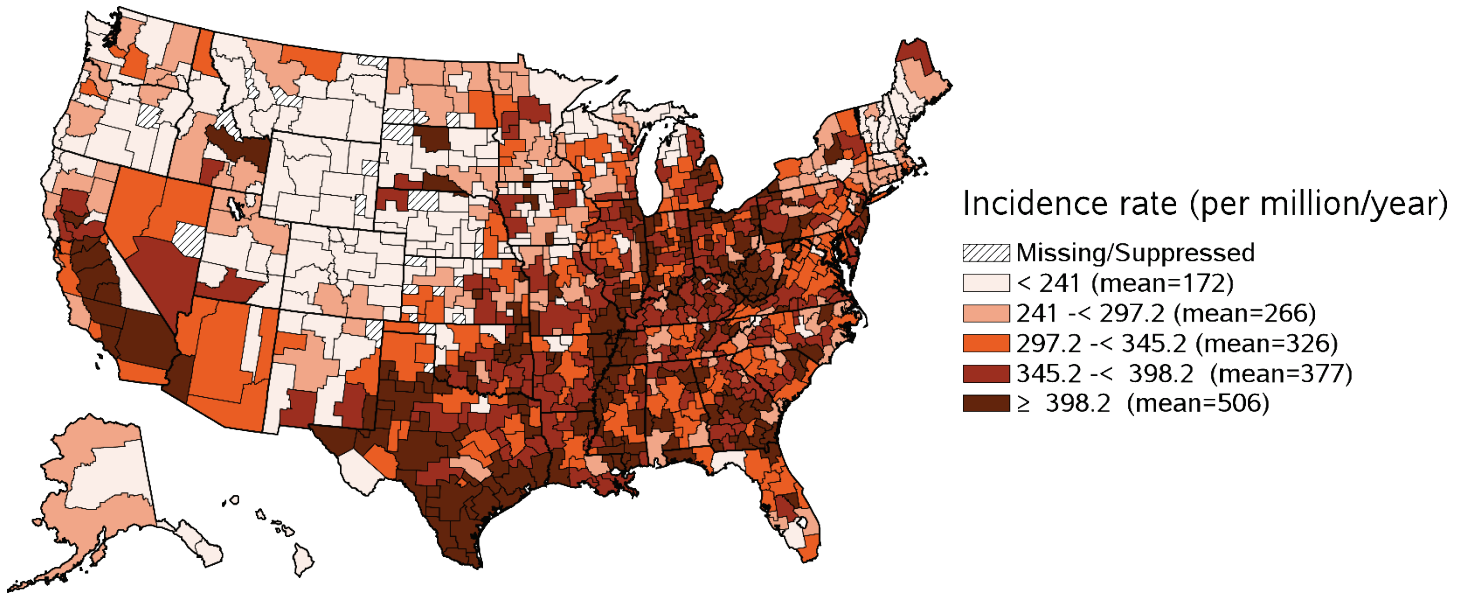 Incidence rate (per million/year)
Missing/Suppressed
< 241 (mean=172)
241 -< 297.2 (mean=266)
297.2 -< 345.2 (mean=326)
345.2 -<  398.2  (mean=377)
≥  398.2  (mean=506)